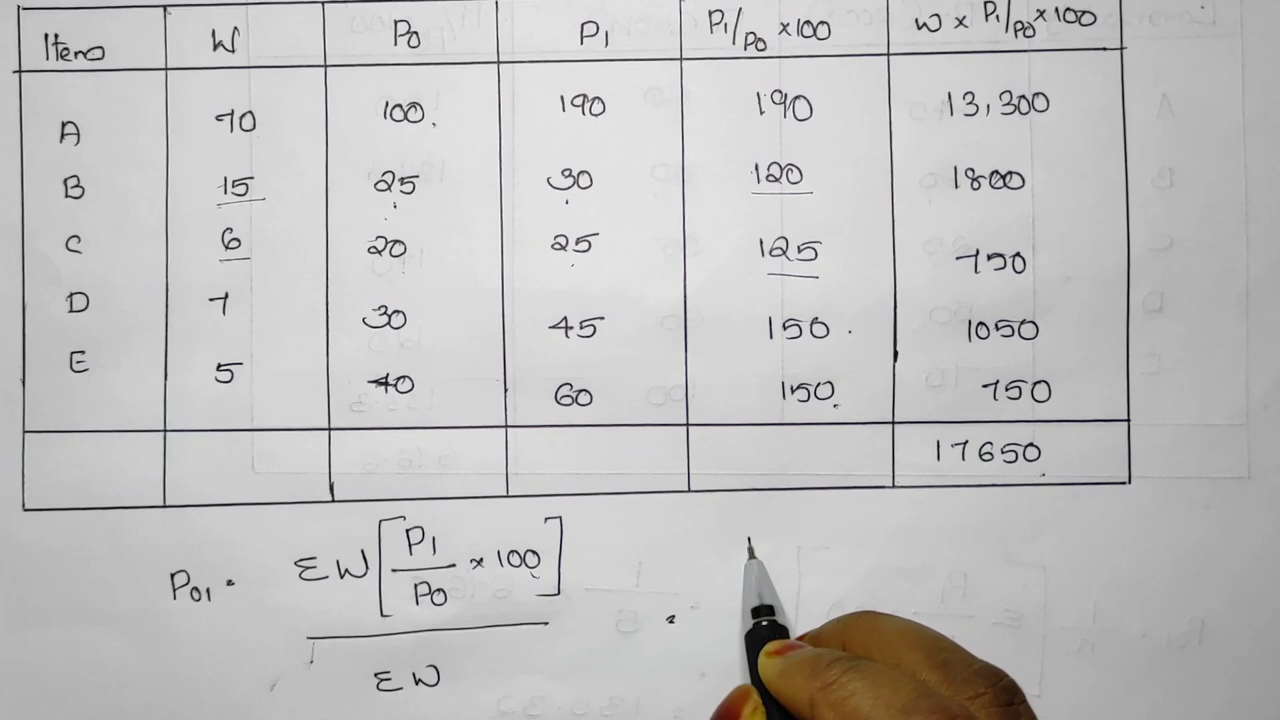 Item W P0 P1 P1/P0 ×100 W × P1/P0 ×100
A 70 100 190 190 13,300
B 15 25 30 120 1800
C 6 20 25 125 750
D 7 30 45 150 1050
E 5 40 60 150 750
17650
P01 = ΣW[P1/P0 × 100] / ΣW =